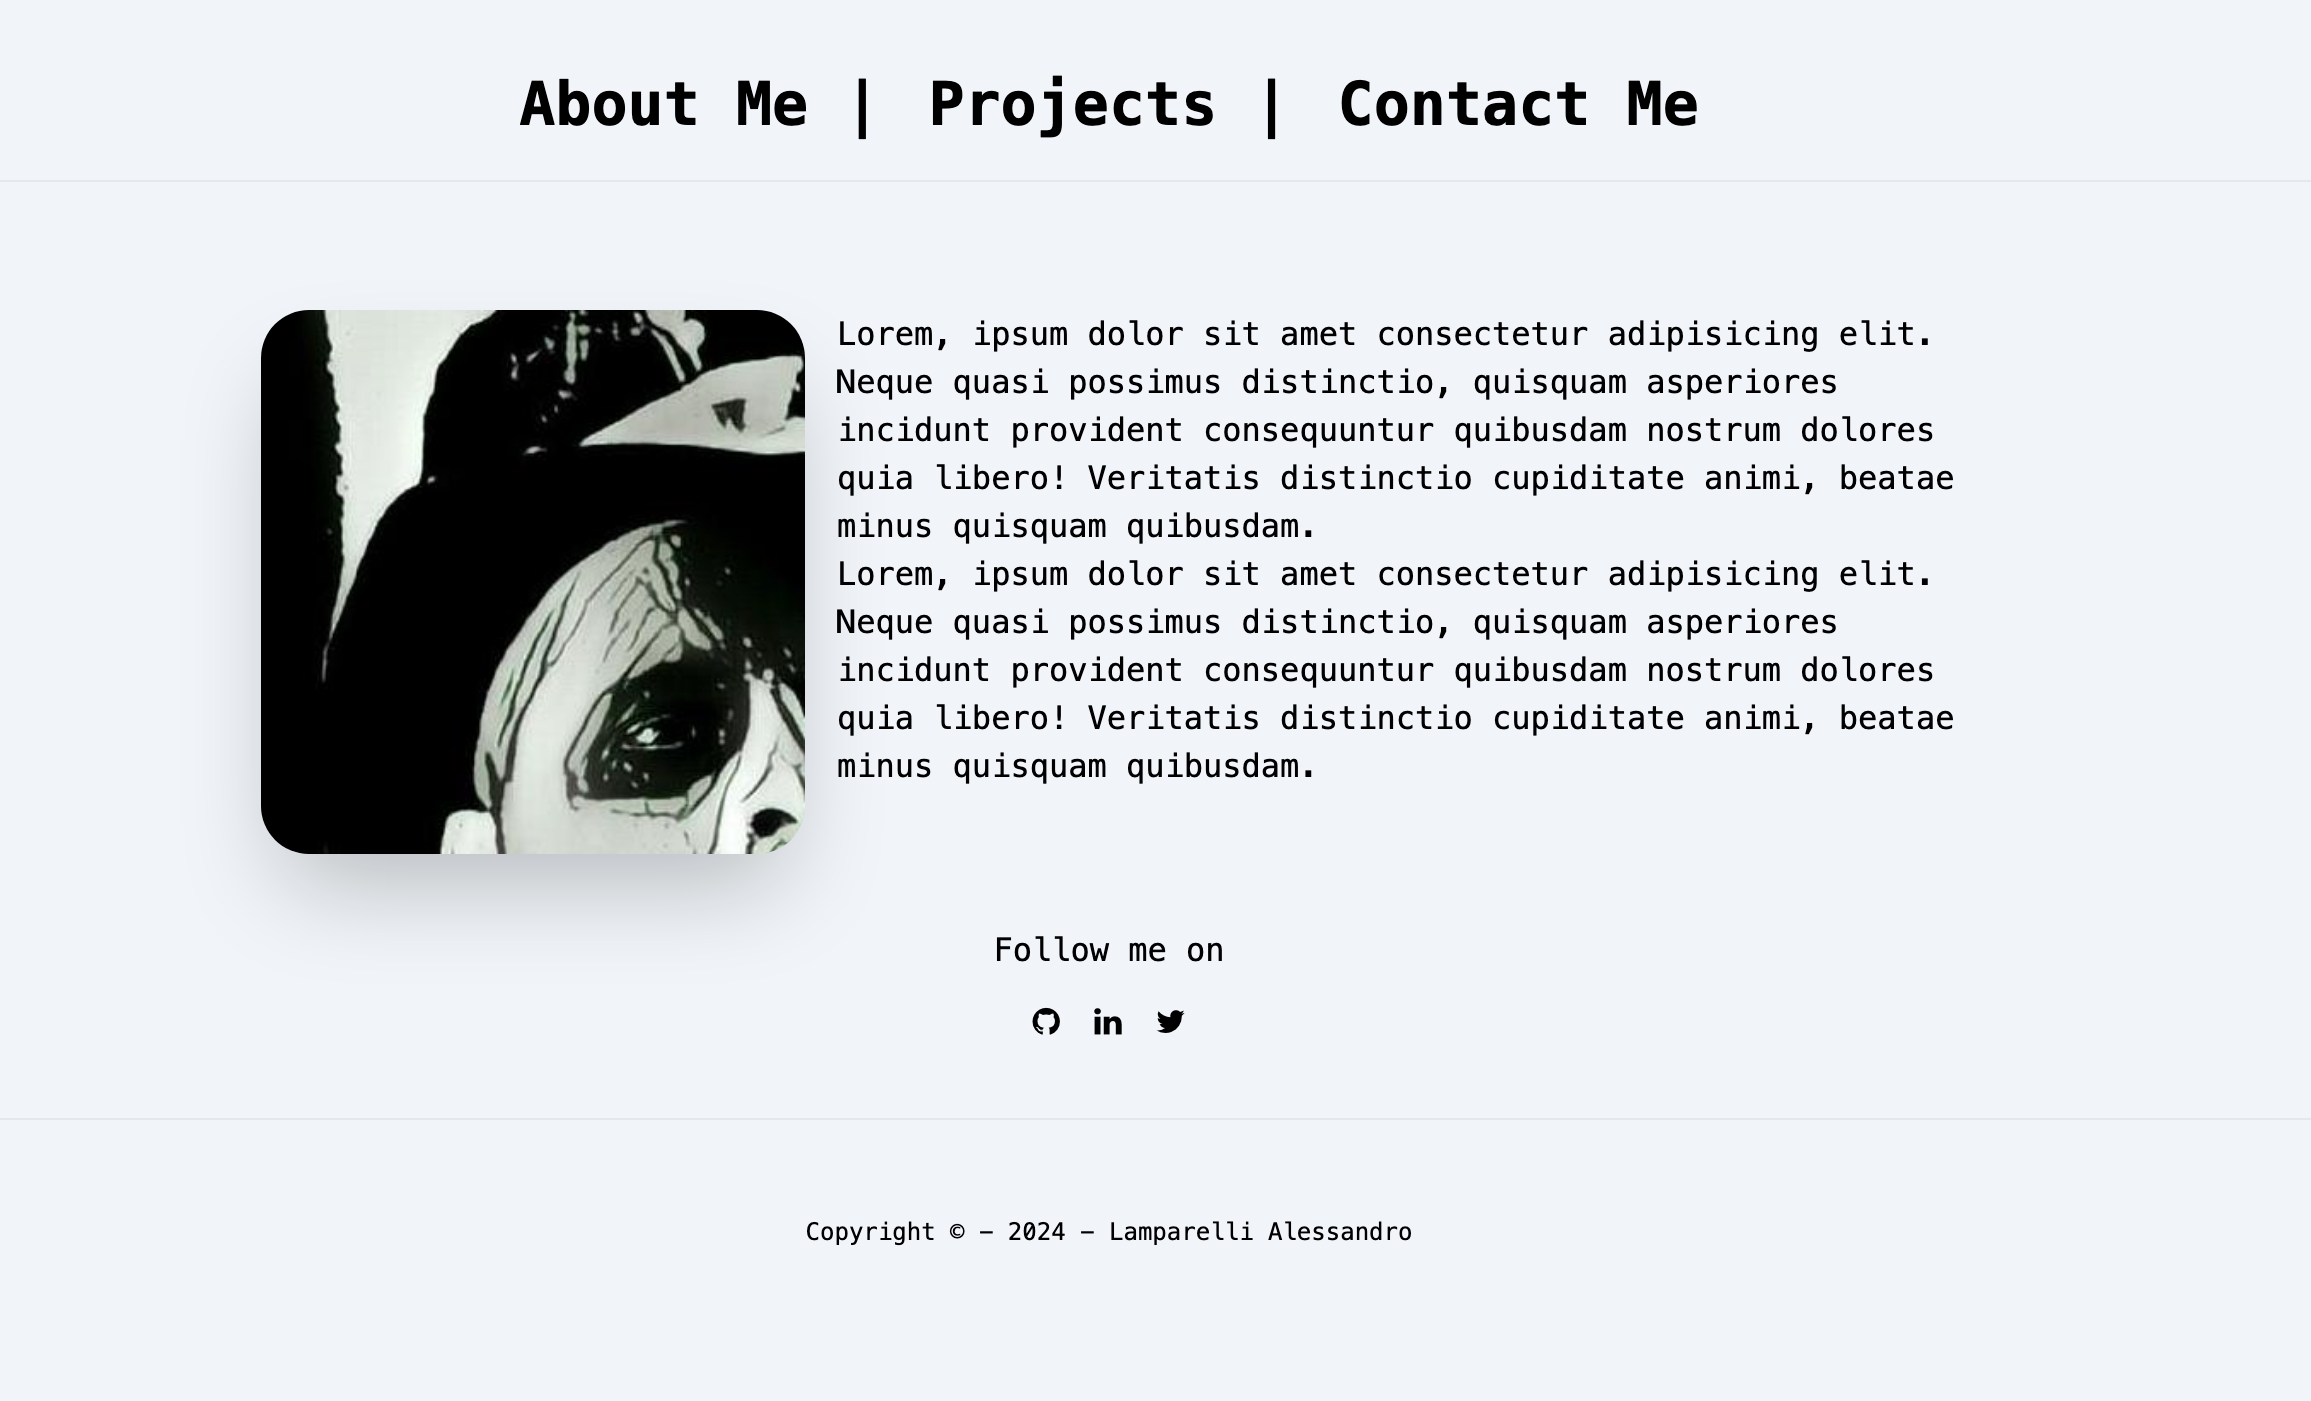 About Me | Projects | Contact Me
Lorem, ipsum dolor sit amet consectetur adipisicing elit.
Neque quasi possimus distinctio, quisquam asperiores
incidunt provident consequuntur quibusdam nostrum dolores
quia libero! Veritatis distinctio cupiditate animi, beatae
minus quisquam quibusdam.
Lorem, ipsum dolor sit amet consectetur adipisicing elit.
Neque quasi possimus distinctio, quisquam asperiores
incidunt provident consequuntur quibusdam nostrum dolores
quia libero! Veritatis distinctio cupiditate animi, beatae
minus quisquam quibusdam.
Follow me on
in
Copyright © – 2024 – Lamparelli Alessandro